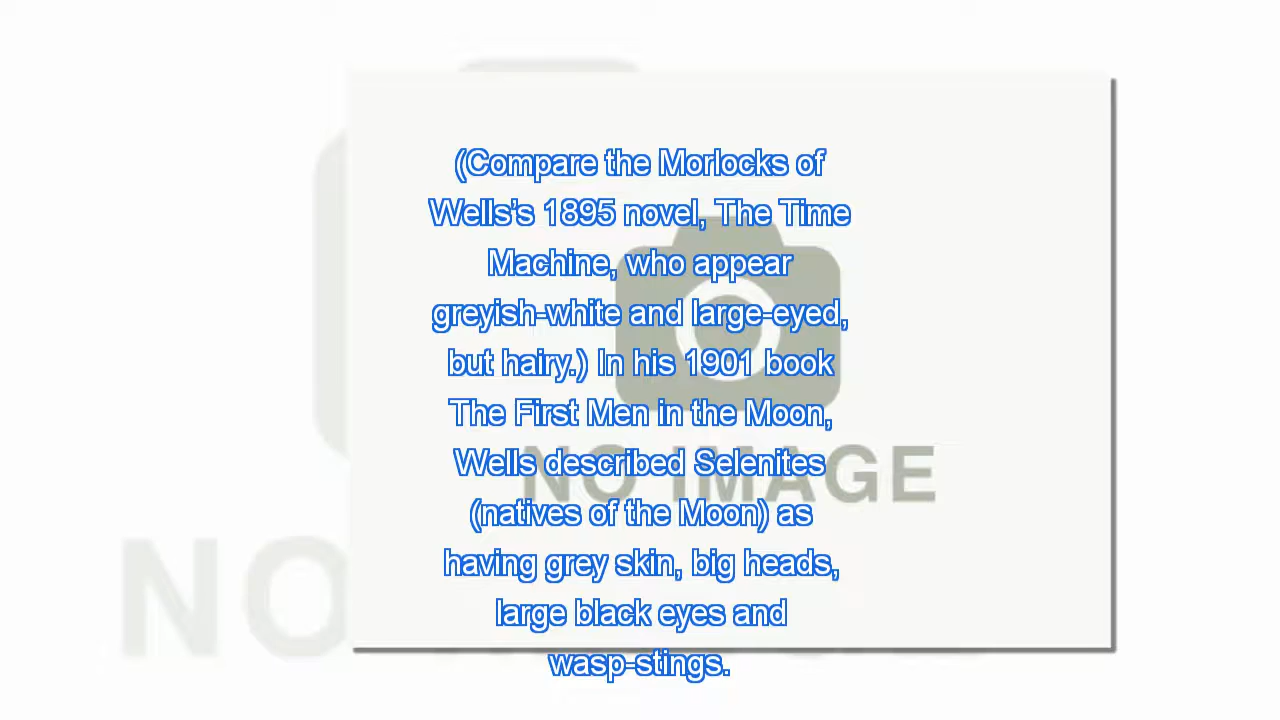 (Compare the Morlocks of
Wells's 1895 novel, The Time
Machine, who appear
greyish-white and large-eyed,
but hairy.) In his 1901 book
The First Men in the Moon,
Wells described Selenites
(natives of the Moon) as
having grey skin, big heads,
large black eyes and
wasp-stings.
NO IMAGE
NO